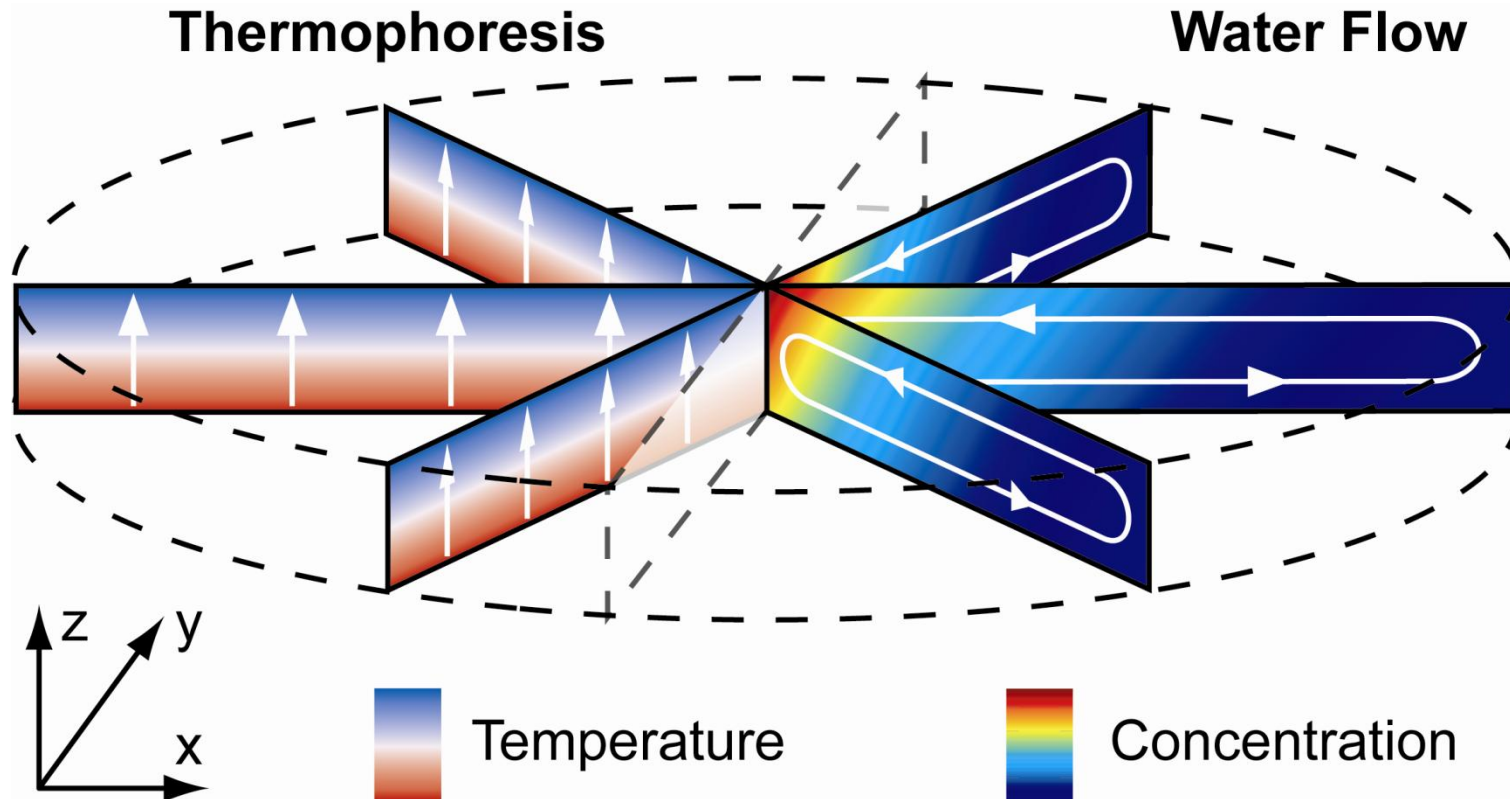 Thermophoresis
Water Flow
z
y
x
Temperature
Concentration